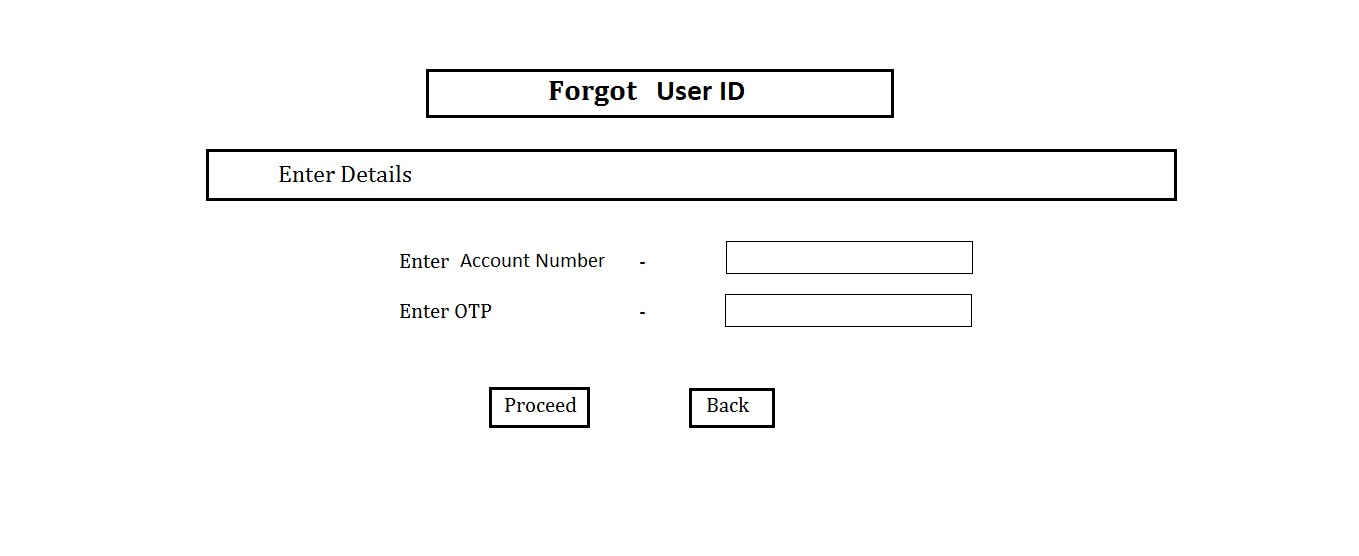 Forgot User ID
Enter Details
Enter Account Number -
Enter OTP -
Proceed Back